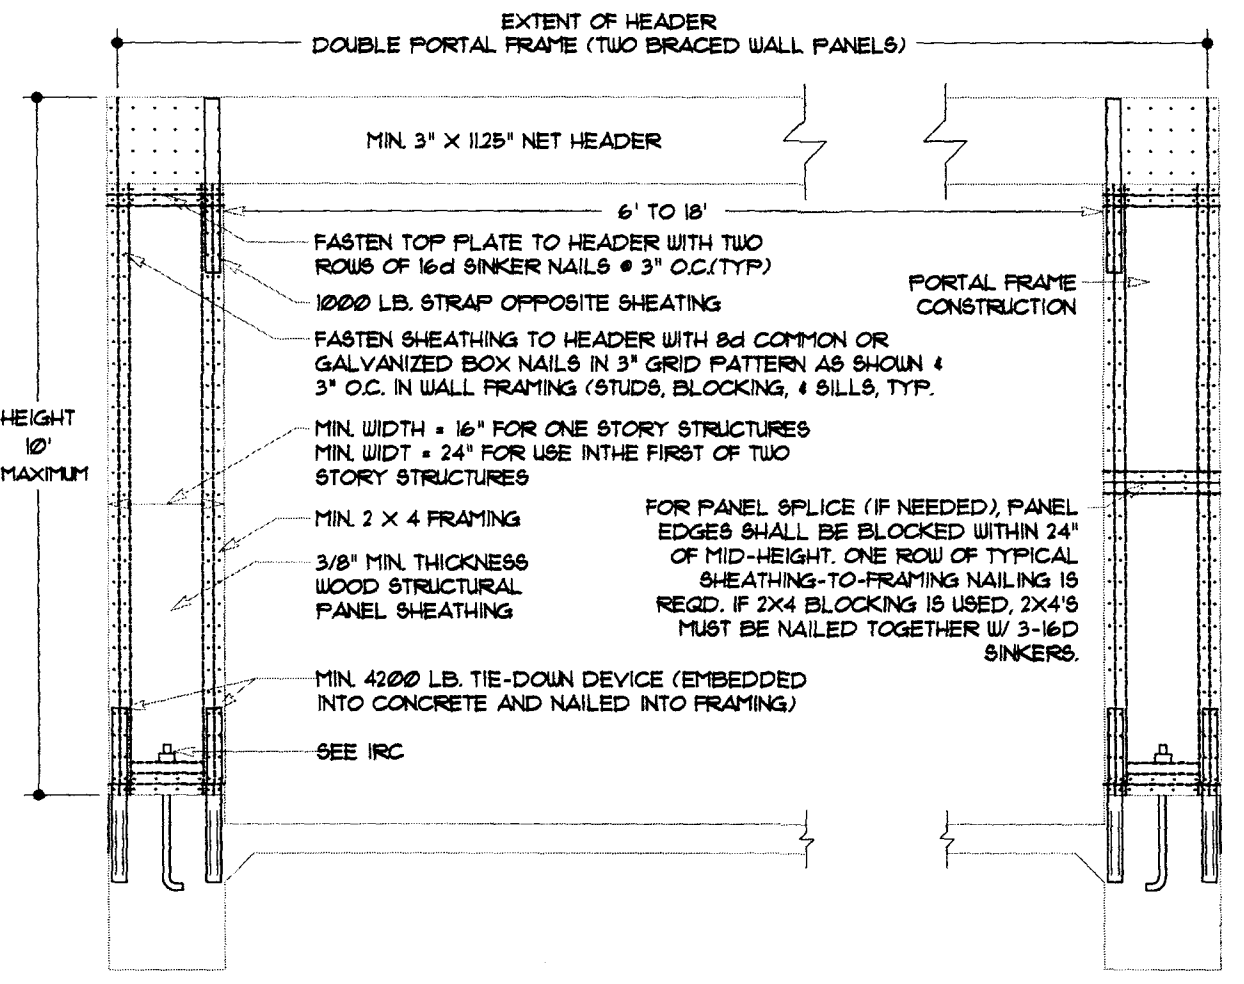 EXTENT OF HEADER
DOUBLE PORTAL FRAME (TWO BRACED WALL PANELS)
MIN. 3" X 11.25" NET HEADER
6' TO 18'
FASTEN TOP PLATE TO HEADER WITH TWO
ROWS OF 16d SINKER NAILS @ 3" O.C.(TYP)
1000 LB. STRAP OPPOSITE SHEATING
FASTEN SHEATHING TO HEADER WITH 8d COMMON OR
GALVANIZED BOX NAILS IN 3" GRID PATTERN AS SHOWN &
3" O.C. IN WALL FRAMING (STUDS, BLOCKING, & SILLS, TYP.
PORTAL FRAME
CONSTRUCTION
HEIGHT
10'
MAXIMUM
MIN. WIDTH = 16" FOR ONE STORY STRUCTURES
MIN. WIDT = 24" FOR USE INTHE FIRST OF TWO
STORY STRUCTURES
MIN. 2 X 4 FRAMING
3/8" MIN. THICKNESS
WOOD STRUCTURAL
PANEL SHEATHING
FOR PANEL SPLICE (IF NEEDED), PANEL
EDGES SHALL BE BLOCKED WITHIN 24"
OF MID-HEIGHT. ONE ROW OF TYPICAL
SHEATHING-TO-FRAMING NAILING IS
REQD. IF 2X4 BLOCKING IS USED, 2X4'S
MUST BE NAILED TOGETHER W/ 3-16D
SINKERS.
MIN. 4200 LB. TIE-DOWN DEVICE (EMBEDDED
INTO CONCRETE AND NAILED INTO FRAMING)
SEE IRC